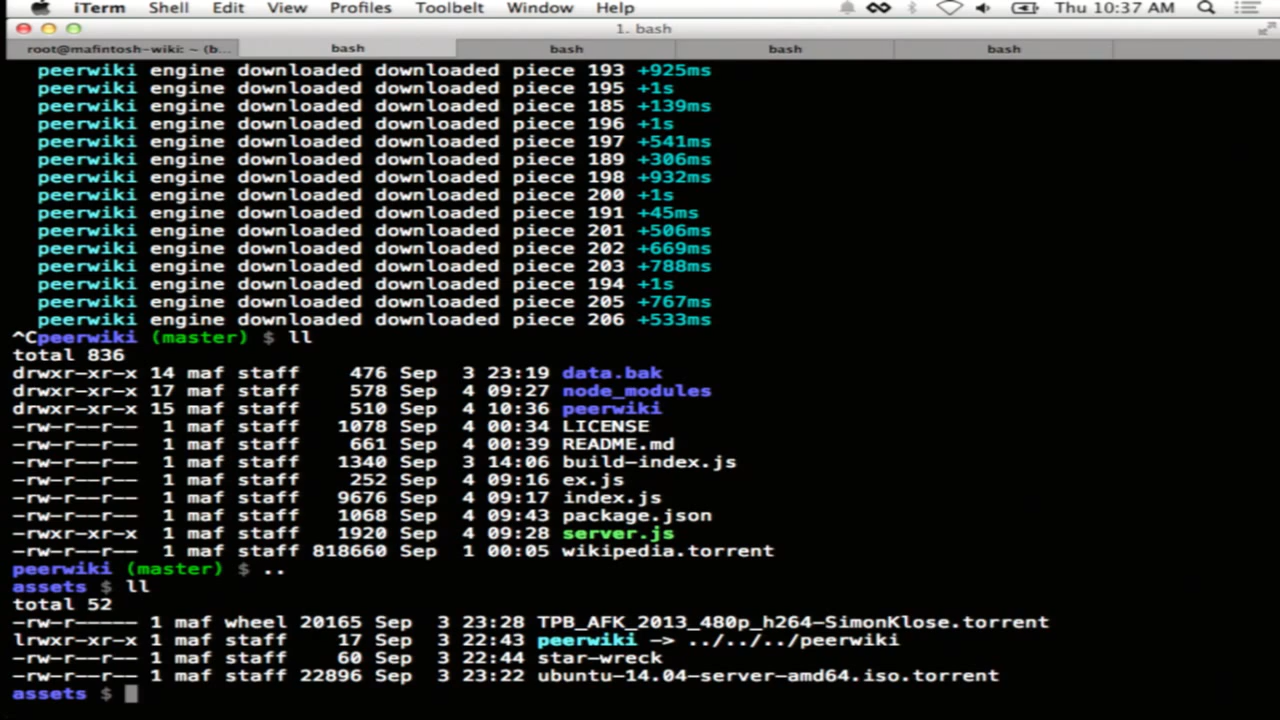 iTerm Shell Edit View Profiles Toolbelt Window Help Thu 10:37 AM
1. bash
root@mafintosh-wiki: ~ (b... bash bash bash bash
peerwiki engine downloaded downloaded piece 193 +925ms
peerwiki engine downloaded downloaded piece 195 +1s
peerwiki engine downloaded downloaded piece 185 +139ms
peerwiki engine downloaded downloaded piece 196 +1s
peerwiki engine downloaded downloaded piece 197 +541ms
peerwiki engine downloaded downloaded piece 189 +306ms
peerwiki engine downloaded downloaded piece 198 +932ms
peerwiki engine downloaded downloaded piece 200 +1s
peerwiki engine downloaded downloaded piece 191 +45ms
peerwiki engine downloaded downloaded piece 201 +506ms
peerwiki engine downloaded downloaded piece 202 +669ms
peerwiki engine downloaded downloaded piece 203 +788ms
peerwiki engine downloaded downloaded piece 194 +1s
peerwiki engine downloaded downloaded piece 205 +767ms
peerwiki engine downloaded downloaded piece 206 +533ms
^Cpeerwiki (master) $ ll
total 836
drwxr-xr-x 14 maf staff 476 Sep 3 23:19 data.bak
drwxr-xr-x 17 maf staff 578 Sep 4 09:27 node_modules
drwxr-xr-x 15 maf staff 510 Sep 4 10:36 peerwiki
-rw-r--r-- 1 maf staff 1078 Sep 4 00:34 LICENSE
-rw-r--r-- 1 maf staff 661 Sep 4 00:39 README.md
-rw-r--r-- 1 maf staff 1340 Sep 3 14:06 build-index.js
-rw-r--r-- 1 maf staff 252 Sep 4 09:16 ex.js
-rw-r--r-- 1 maf staff 9676 Sep 4 09:17 index.js
-rw-r--r-- 1 maf staff 1068 Sep 4 09:43 package.json
-rwxr-xr-x 1 maf staff 1920 Sep 4 09:28 server.js
-rw-r--r-- 1 maf staff 818660 Sep 1 00:05 wikipedia.torrent
peerwiki (master) $ ..
assets $ ll
total 52
-rw-r----- 1 maf wheel 20165 Sep 3 23:28 TPB_AFK_2013_480p_h264-SimonKlose.torrent
lrwxr-xr-x 1 maf staff 17 Sep 3 22:43 peerwiki -> ../../../peerwiki
-rw-r--r-- 1 maf staff 60 Sep 3 22:44 star-wreck
-rw-r--r-- 1 maf staff 22896 Sep 3 23:22 ubuntu-14.04-server-amd64.iso.torrent
assets $